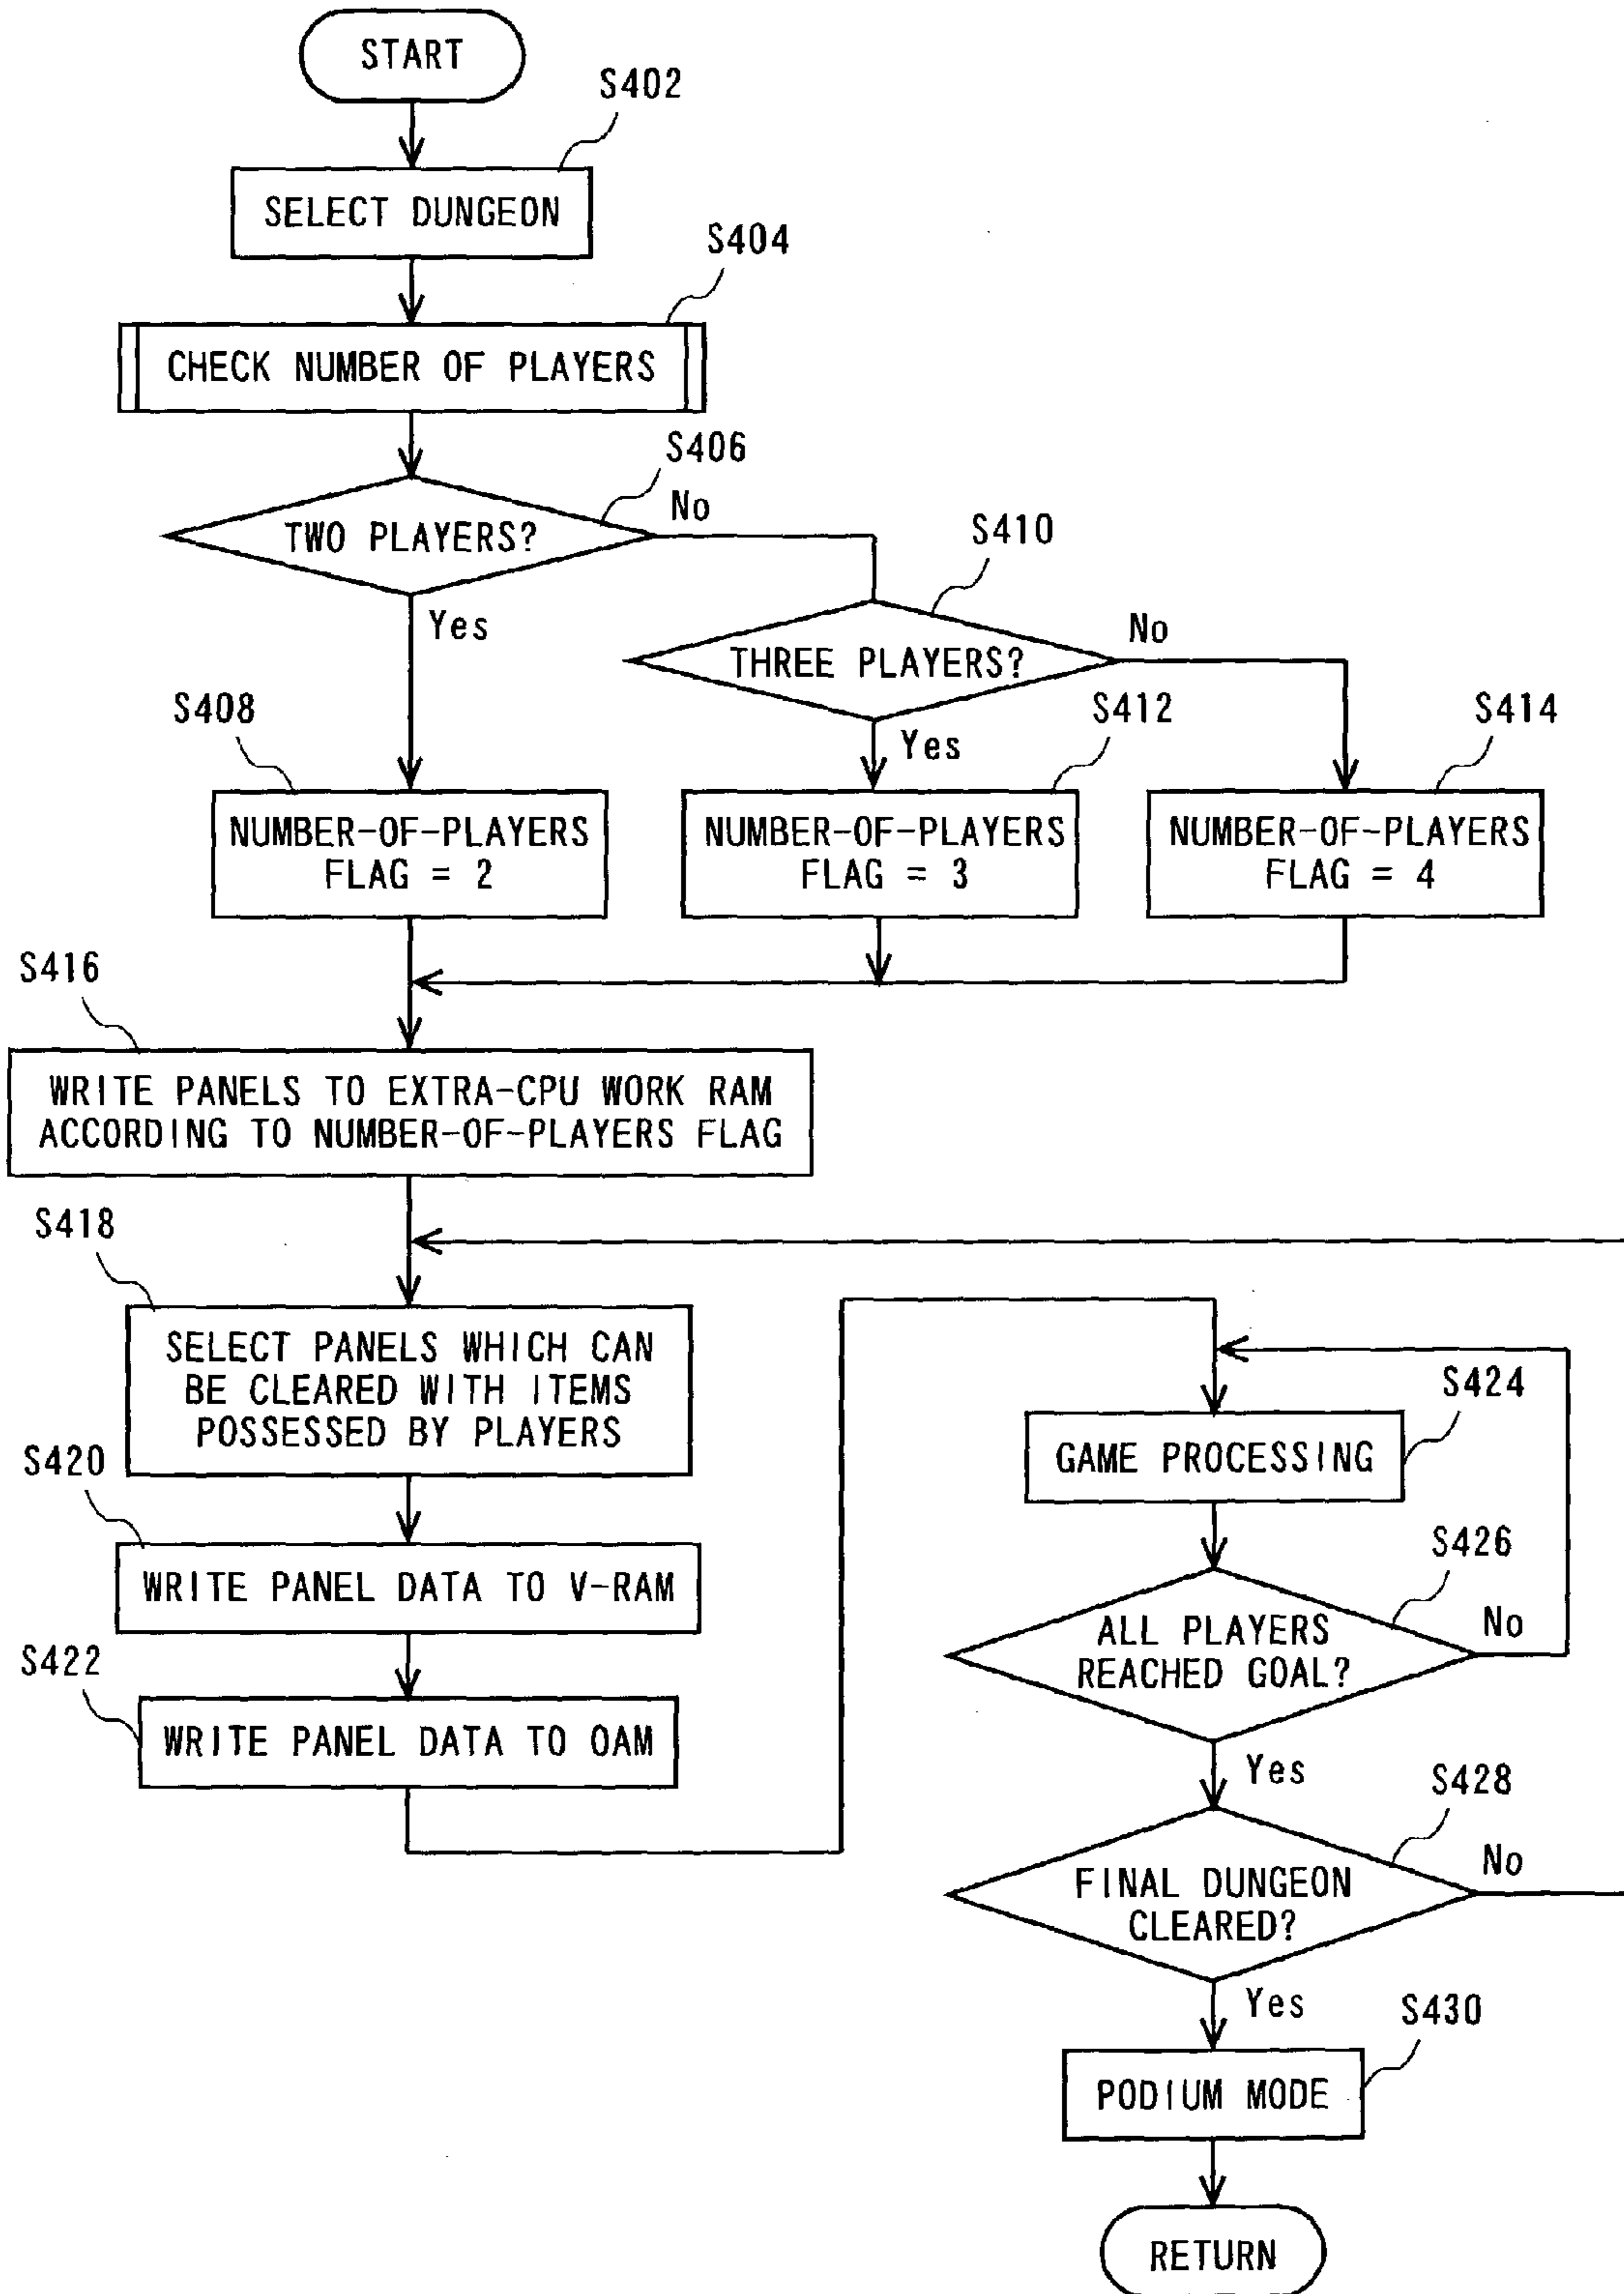 START
S402
SELECT DUNGEON
S404
CHECK NUMBER OF PLAYERS
S406
TWO PLAYERS?
No
Yes
S410
THREE PLAYERS?
No
Yes
S408
NUMBER-OF-PLAYERS
FLAG = 2
S412
NUMBER-OF-PLAYERS
FLAG = 3
S414
NUMBER-OF-PLAYERS
FLAG = 4
S416
WRITE PANELS TO EXTRA-CPU WORK RAM
ACCORDING TO NUMBER-OF-PLAYERS FLAG
S418
SELECT PANELS WHICH CAN
BE CLEARED WITH ITEMS
POSSESSED BY PLAYERS
S420
WRITE PANEL DATA TO V-RAM
S422
WRITE PANEL DATA TO OAM
S424
GAME PROCESSING
S426
ALL PLAYERS
REACHED GOAL?
No
Yes
S428
FINAL DUNGEON
CLEARED?
No
Yes
S430
PODIUM MODE
RETURN